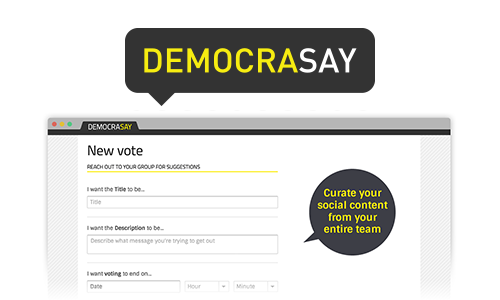 DEMOCRASAY
DEMOCRASAY
New vote
REACH OUT TO YOUR GROUP FOR SUGGESTIONS
I want the Title to be...
Title
I want the Description to be...
Describe what message you're trying to get out
I want voting to end on...
Date
Hour
Minute
Curate your
social content
from your
entire team